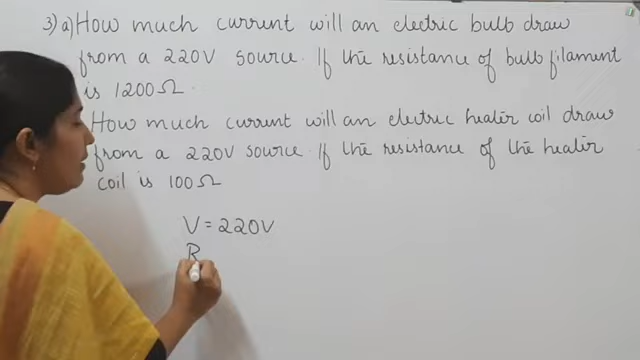 3) a) How much current will an electric bulb draw
from a 220V source. If the resistance of bulb filament
is 1200 Ω.
How much current will an electric heater coil draw
from a 220V source. If the resistance of the heater
coil is 100 Ω
V = 220V
R